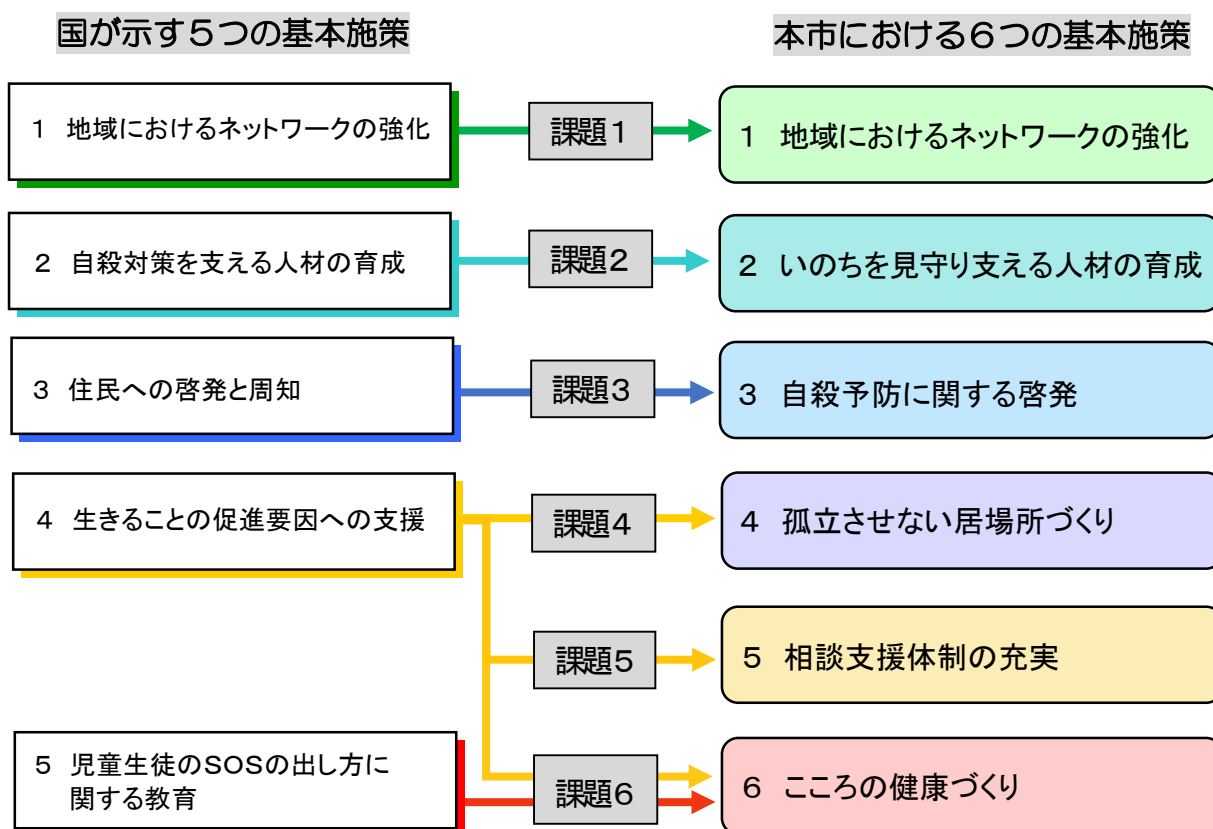 国が示す5つの基本施策
本市における6つの基本施策
1 地域におけるネットワークの強化
課題1
1 地域におけるネットワークの強化
2 自殺対策を支える人材の育成
課題2
2 いのちを見守り支える人材の育成
3 住民への啓発と周知
課題3
3 自殺予防に関する啓発
4 生きることの促進要因への支援
課題4
4 孤立させない居場所づくり
課題5
5 相談支援体制の充実
5 児童生徒のSOSの出し方に
関する教育
課題6
6 こころの健康づくり